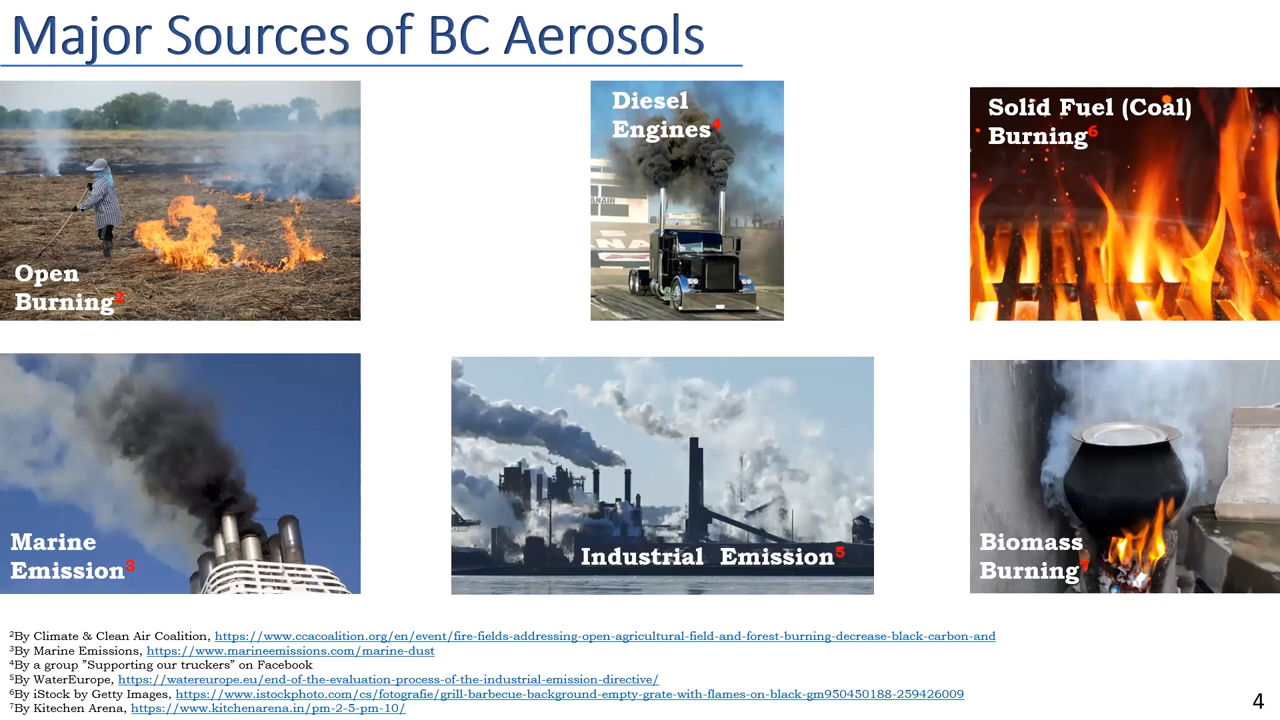 Major Sources of BC Aerosols
Open
Burning²
Diesel
Engines⁴
Solid Fuel (Coal)
Burning⁶
Marine
Emission³
Industrial Emission⁵
Biomass
Burning⁷
²By Climate & Clean Air Coalition, https://www.ccacoalition.org/en/event/fire-fields-addressing-open-agricultural-field-and-forest-burning-decrease-black-carbon-and
³By Marine Emissions, https://www.marineemissions.com/marine-dust
⁴By a group ”Supporting our truckers” on Facebook
⁵By WaterEurope, https://watereurope.eu/end-of-the-evaluation-process-of-the-industrial-emission-directive/
⁶By iStock by Getty Images, https://www.istockphoto.com/cs/fotografie/grill-barbecue-background-empty-grate-with-flames-on-black-gm950450188-259426009
⁷By Kitechen Arena, https://www.kitchenarena.in/pm-2-5-pm-10/
4